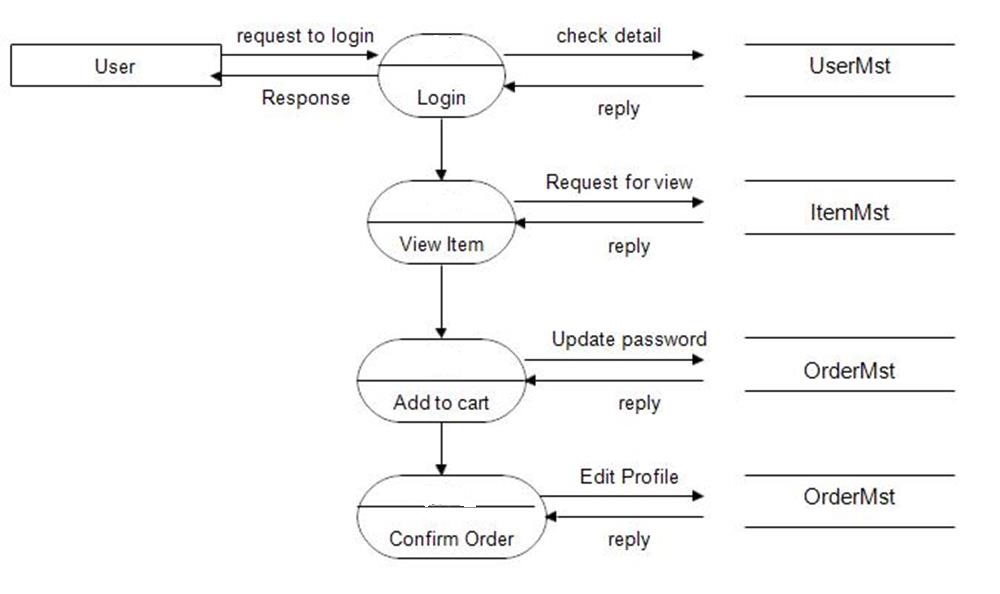 request to login
check detail
User
UserMst
Response
Login
reply
Request for view
ItemMst
View Item
reply
Update password
OrderMst
Add to cart
reply
Edit Profile
OrderMst
Confirm Order
reply